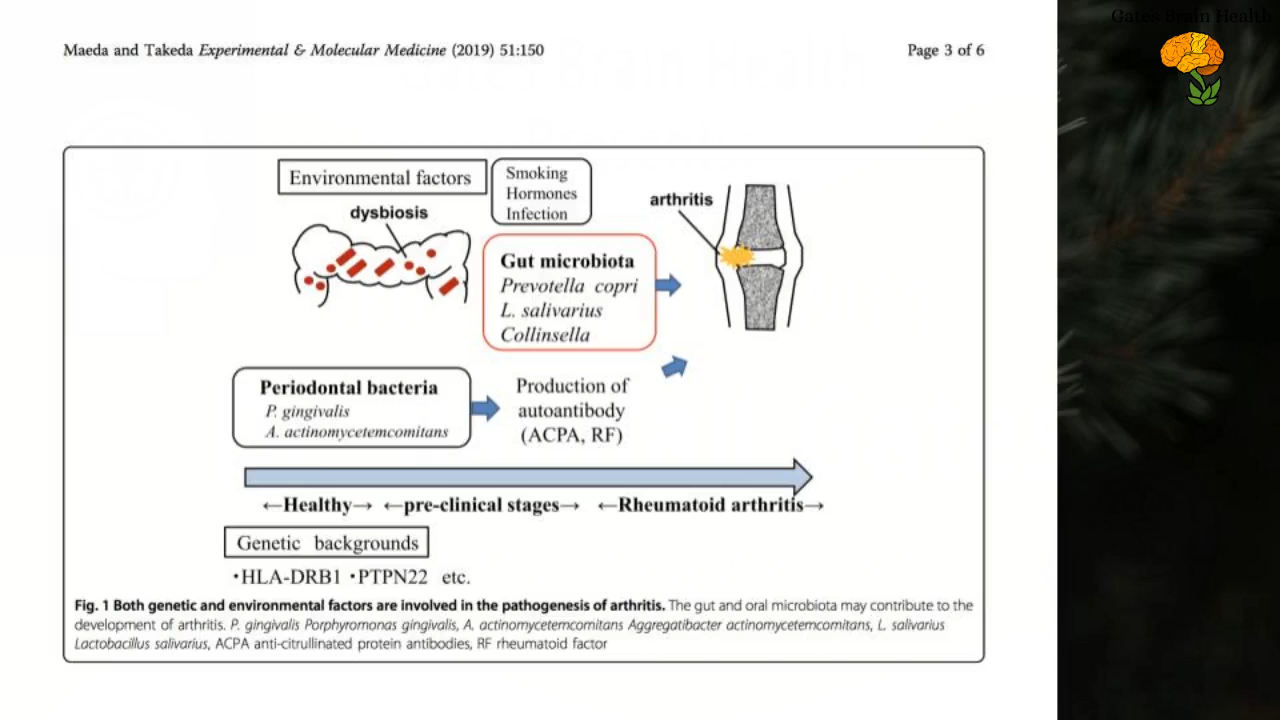 Gates Brain Health
Maeda and Takeda Experimental & Molecular Medicine (2019) 51:150
Page 3 of 6
Environmental factors
Smoking
Hormones
Infection
dysbiosis
arthritis
Gut microbiota
Prevotella copri
L. salivarius
Collinsella
Periodontal bacteria
P. gingivalis
A. actinomycetemcomitans
Production of
autoantibody
(ACPA, RF)
←Healthy→ ←pre-clinical stages→ ←Rheumatoid arthritis→
Genetic backgrounds
・HLA-DRB1 ・PTPN22 etc.
Fig. 1 Both genetic and environmental factors are involved in the pathogenesis of arthritis. The gut and oral microbiota may contribute to the
development of arthritis. P. gingivalis Porphyromonas gingivalis, A. actinomycetemcomitans Aggregatibacter actinomycetemcomitans, L. salivarius
Lactobacillus salivarius, ACPA anti-citrullinated protein antibodies, RF rheumatoid factor